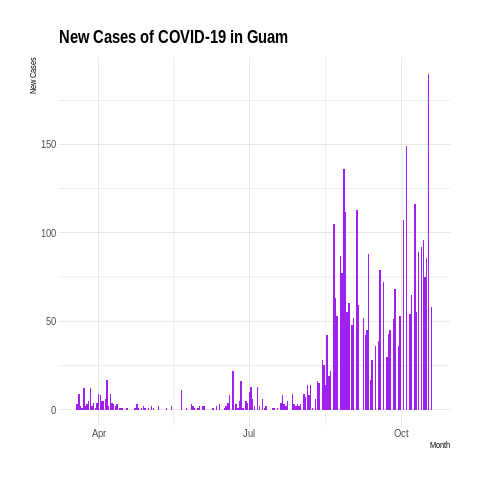 New Cases of COVID-19 in Guam
New Cases
150
100
50
0
Apr
Jul
Oct
Month